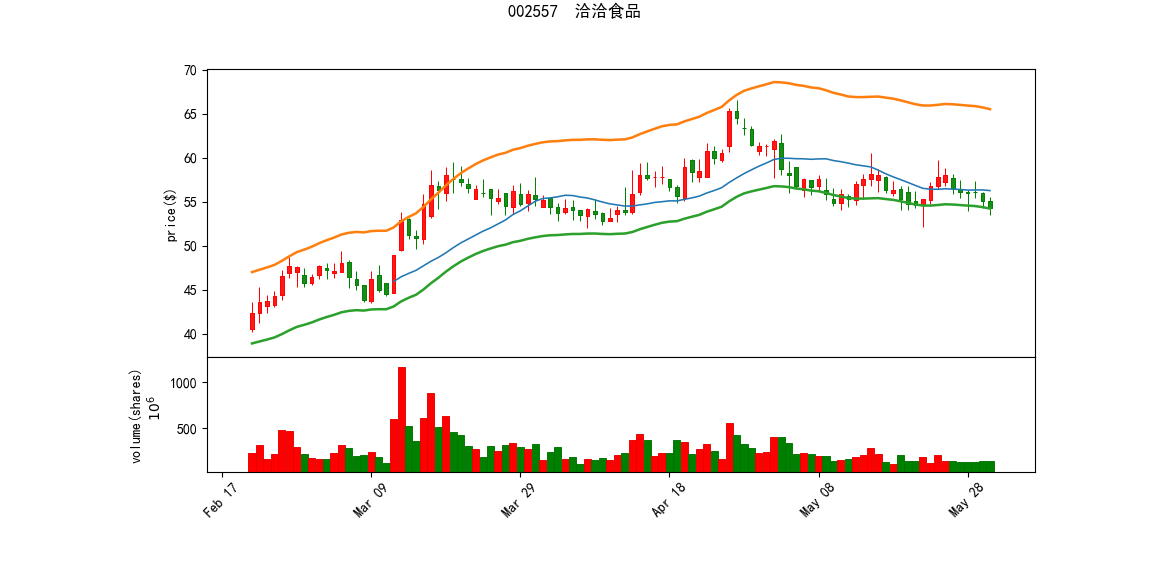 002557 洽洽食品
70
65
60
55
50
45
40
price($)
1000
500
volume(shares)
10^6
Feb 17
Mar 09
Mar 29
Apr 18
May 08
May 28